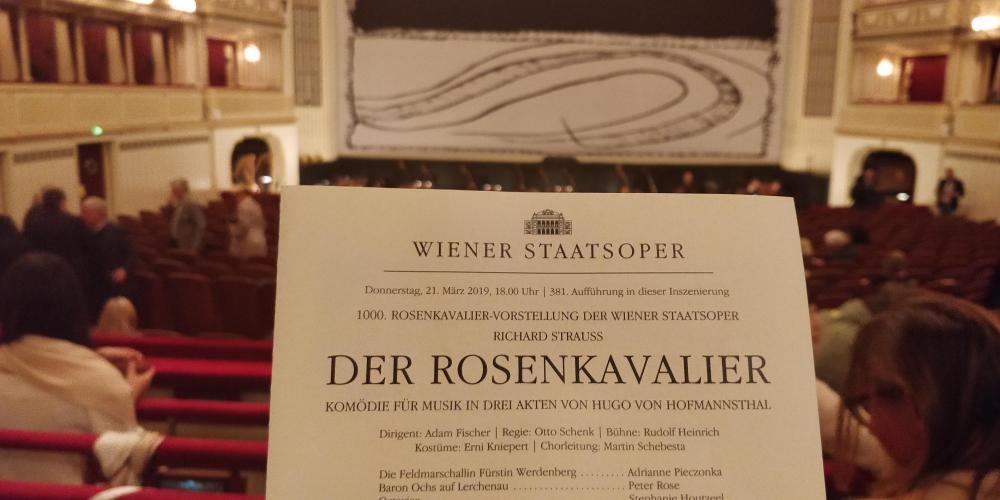 WIENER STAATSOPER
Donnerstag, 21. März 2019, 18.00 Uhr | 381. Aufführung in dieser Inszenierung
1000. ROSENKAVALIER-VORSTELLUNG DER WIENER STAATSOPER
RICHARD STRAUSS
DER ROSENKAVALIER
KOMÖDIE FÜR MUSIK IN DREI AKTEN VON HUGO VON HOFMANNSTHAL
Dirigent: Adam Fischer | Regie: Otto Schenk | Bühne: Rudolf Heinrich
Kostüme: Erni Kniepert | Chorleitung: Martin Schebesta
Die Feldmarschallin Fürstin Werdenberg ......... Adrianne Pieczonka
Baron Ochs auf Lerchenau ...................... Peter Rose
Stephanie Houtzeel